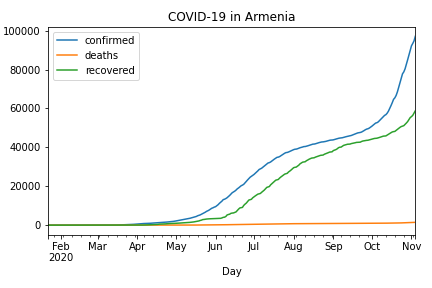 COVID-19 in Armenia
confirmed
deaths
recovered
100000
80000
60000
40000
20000
0
Feb Mar Apr May Jun Jul Aug Sep Oct Nov
2020
Day